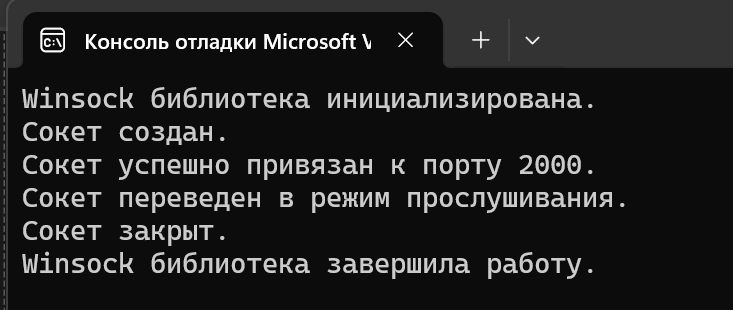 C:\
Консоль отладки Microsoft V
Winsock библиотека инициализирована.
Сокет создан.
Сокет успешно привязан к порту 2000.
Сокет переведен в режим прослушивания.
Сокет закрыт.
Winsock библиотека завершила работу.